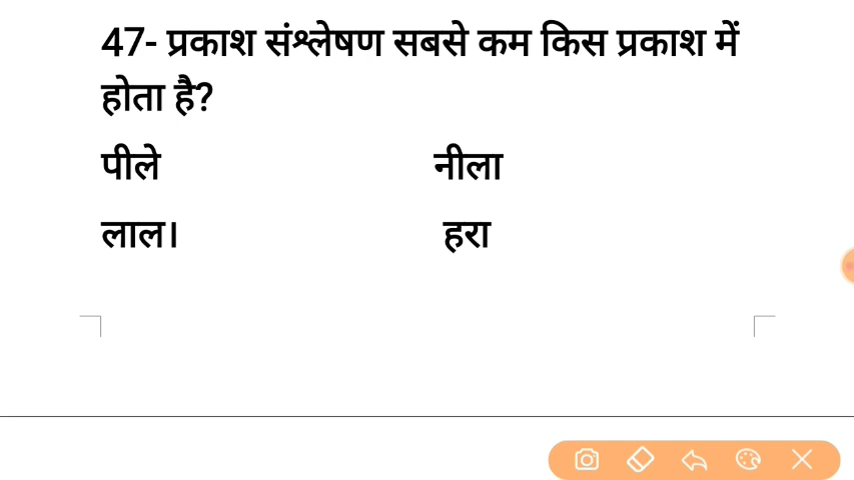 47- प्रकाश संश्लेषण सबसे कम किस प्रकाश में
होता है?
पीले नीला
लाल। हरा